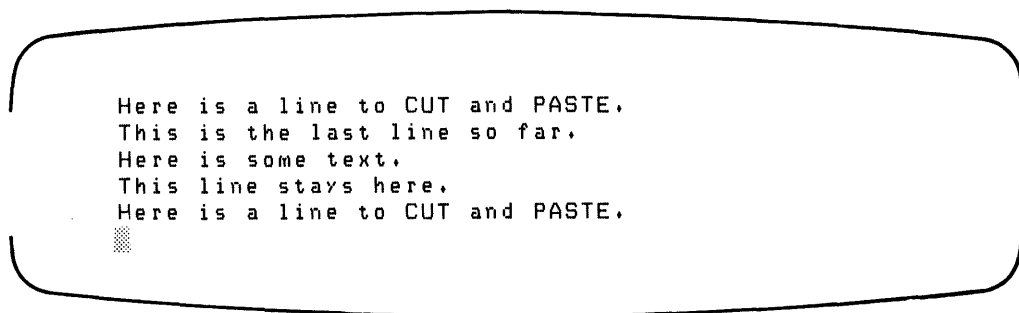 Here is a line to CUT and PASTE.
This is the last line so far.
Here is some text.
This line stays here.
Here is a line to CUT and PASTE.